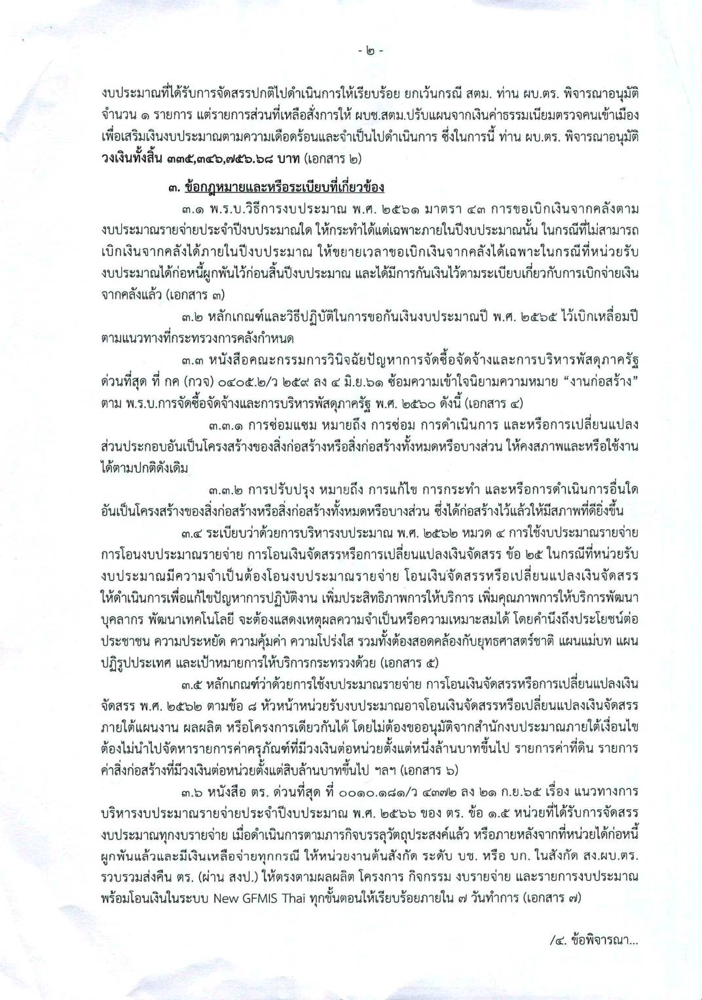 - ๒ -
งบประมาณที่ได้รับการจัดสรรปกติไปดำเนินการให้เรียบร้อย ยกเว้นกรณี สตม. ท่าน ผบ.ตร. พิจารณาอนุมัติ
จำนวน ๑ รายการ แต่รายการส่วนที่เหลือสั่งการให้ ผบช.สตม.ปรับแผนจากเงินค่าธรรมเนียมตรวจคนเข้าเมือง
เพื่อเสริมเงินงบประมาณตามความเดือดร้อนและจำเป็นไปดำเนินการ ซึ่งในการนี้ ท่าน ผบ.ตร. พิจารณาอนุมัติ
วงเงินทั้งสิ้น ๓๓๕,๓๔๖,๗๕๖.๖๘ บาท (เอกสาร ๒)
๓. ข้อกฎหมายและหรือระเบียบที่เกี่ยวข้อง
๓.๑ พ.ร.บ.วิธีการงบประมาณ พ.ศ. ๒๕๖๑ มาตรา ๔๓ การขอเบิกเงินจากคลังตาม
งบประมาณรายจ่ายประจำปีงบประมาณใด ให้กระทำได้แต่เฉพาะภายในปีงบประมาณนั้น ในกรณีที่ไม่สามารถ
เบิกเงินจากคลังได้ภายในปีงบประมาณ ให้ขยายเวลาขอเบิกเงินจากคลังได้เฉพาะในกรณีที่หน่วยรับ
งบประมาณได้ก่อหนี้ผูกพันไว้ก่อนสิ้นปีงบประมาณ และได้มีการกันเงินไว้ตามระเบียบเกี่ยวกับการเบิกจ่ายเงิน
จากคลังแล้ว (เอกสาร ๓)
๓.๒ หลักเกณฑ์และวิธีปฏิบัติในการขอกันเงินงบประมาณปี พ.ศ. ๒๕๖๕ ไว้เบิกเหลื่อมปี
ตามแนวทางที่กระทรวงการคลังกำหนด
๓.๓ หนังสือคณะกรรมการวินิจฉัยปัญหาการจัดซื้อจัดจ้างและการบริหารพัสดุภาครัฐ
ด่วนที่สุด ที่ กค (กวจ) ๐๔๐๕.๒/ว ๒๕๙ ลง ๔ มิ.ย.๖๑ ซ้อมความเข้าใจนิยามความหมาย “งานก่อสร้าง”
ตาม พ.ร.บ.การจัดซื้อจัดจ้างและการบริหารพัสดุภาครัฐ พ.ศ. ๒๕๖๐ ดังนี้ (เอกสาร ๔)
๓.๓.๑ การซ่อมแซม หมายถึง การซ่อม การดำเนินการ และหรือการเปลี่ยนแปลง
ส่วนประกอบอันเป็นโครงสร้างของสิ่งก่อสร้างหรือสิ่งก่อสร้างทั้งหมดหรือบางส่วน ให้คงสภาพและหรือใช้งาน
ได้ตามปกติดังเดิม
๓.๓.๒ การปรับปรุง หมายถึง การแก้ไข การกระทำ และหรือการดำเนินการอื่นใด
อันเป็นโครงสร้างของสิ่งก่อสร้างหรือสิ่งก่อสร้างทั้งหมดหรือบางส่วน ซึ่งได้ก่อสร้างไว้แล้วให้มีสภาพที่ดียิ่งขึ้น
๓.๔ ระเบียบว่าด้วยการบริหารงบประมาณ พ.ศ. ๒๕๖๒ หมวด ๔ การใช้งบประมาณรายจ่าย
การโอนงบประมาณรายจ่าย การโอนเงินจัดสรรหรือการเปลี่ยนแปลงเงินจัดสรร ข้อ ๒๕ ในกรณีที่หน่วยรับ
งบประมาณมีความจำเป็นต้องโอนงบประมาณรายจ่าย โอนเงินจัดสรรหรือเปลี่ยนแปลงเงินจัดสรร
ให้ดำเนินการเพื่อแก้ไขปัญหาการปฏิบัติงาน เพิ่มประสิทธิภาพการให้บริการ เพิ่มคุณภาพการให้บริการพัฒนา
บุคลากร พัฒนาเทคโนโลยี จะต้องแสดงเหตุผลความจำเป็นหรือความเหมาะสมได้ โดยคำนึงถึงประโยชน์ต่อ
ประชาชน ความประหยัด ความคุ้มค่า ความโปร่งใส รวมทั้งต้องสอดคล้องกับยุทธศาสตร์ชาติ แผนแม่บท แผน
ปฏิรูปประเทศ และเป้าหมายการให้บริการกระทรวงด้วย (เอกสาร ๕)
๓.๕ หลักเกณฑ์ว่าด้วยการใช้งบประมาณรายจ่าย การโอนเงินจัดสรรหรือการเปลี่ยนแปลงเงิน
จัดสรร พ.ศ. ๒๕๖๒ ตามข้อ ๘ หัวหน้าหน่วยรับงบประมาณอาจโอนเงินจัดสรรหรือเปลี่ยนแปลงเงินจัดสรร
ภายใต้แผนงาน ผลผลิต หรือโครงการเดียวกันได้ โดยไม่ต้องขออนุมัติจากสำนักงบประมาณภายใต้เงื่อนไข
ต้องไม่นำไปจัดหารายการค่าครุภัณฑ์ที่มีวงเงินต่อหน่วยตั้งแต่หนึ่งล้านบาทขึ้นไป รายการค่าที่ดิน รายการ
ค่าสิ่งก่อสร้างที่มีวงเงินต่อหน่วยตั้งแต่สิบล้านบาทขึ้นไป ฯลฯ (เอกสาร ๖)
๓.๖ หนังสือ ตร. ด่วนที่สุด ที่ ๐๐๑๐.๑๘๑/ว ๔๓๗๒ ลง ๒๑ ก.ย.๖๕ เรื่อง แนวทางการ
บริหารงบประมาณรายจ่ายประจำปีงบประมาณ พ.ศ. ๒๕๖๖ ของ ตร. ข้อ ๑.๕ หน่วยที่ได้รับการจัดสรร
งบประมาณทุกงบรายจ่าย เมื่อดำเนินการตามภารกิจบรรลุวัตถุประสงค์แล้ว หรือภายหลังจากที่หน่วยได้ก่อหนี้
ผูกพันแล้วและมีเงินเหลือจ่ายทุกกรณี ให้หน่วยงานต้นสังกัด ระดับ บช. หรือ บก. ในสังกัด สง.ผบ.ตร.
รวบรวมส่งคืน ตร. (ผ่าน สงป.) ให้ตรงตามผลผลิต โครงการ กิจกรรม งบรายจ่าย และรายการงบประมาณ
พร้อมโอนเงินในระบบ New GFMIS Thai ทุกขั้นตอนให้เรียบร้อยภายใน ๗ วันทำการ (เอกสาร ๗)
/๔. ข้อพิจารณา...